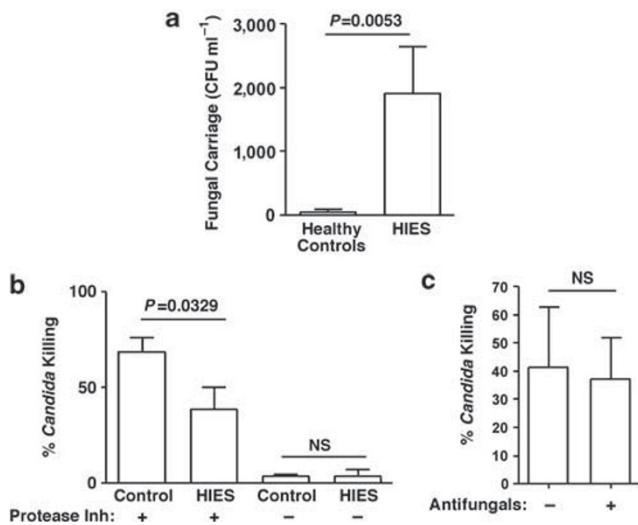 a
P=0.0053
Fungal Carriage (CFU ml⁻¹)
3,000
2,000
1,000
0
Healthy
Controls
HIES
b
P=0.0329
NS
% Candida Killing
100
50
0
Control HIES Control HIES
Protease Inh: + + – –
c
NS
% Candida Killing
70
60
50
40
30
20
10
0
Antifungals: – +